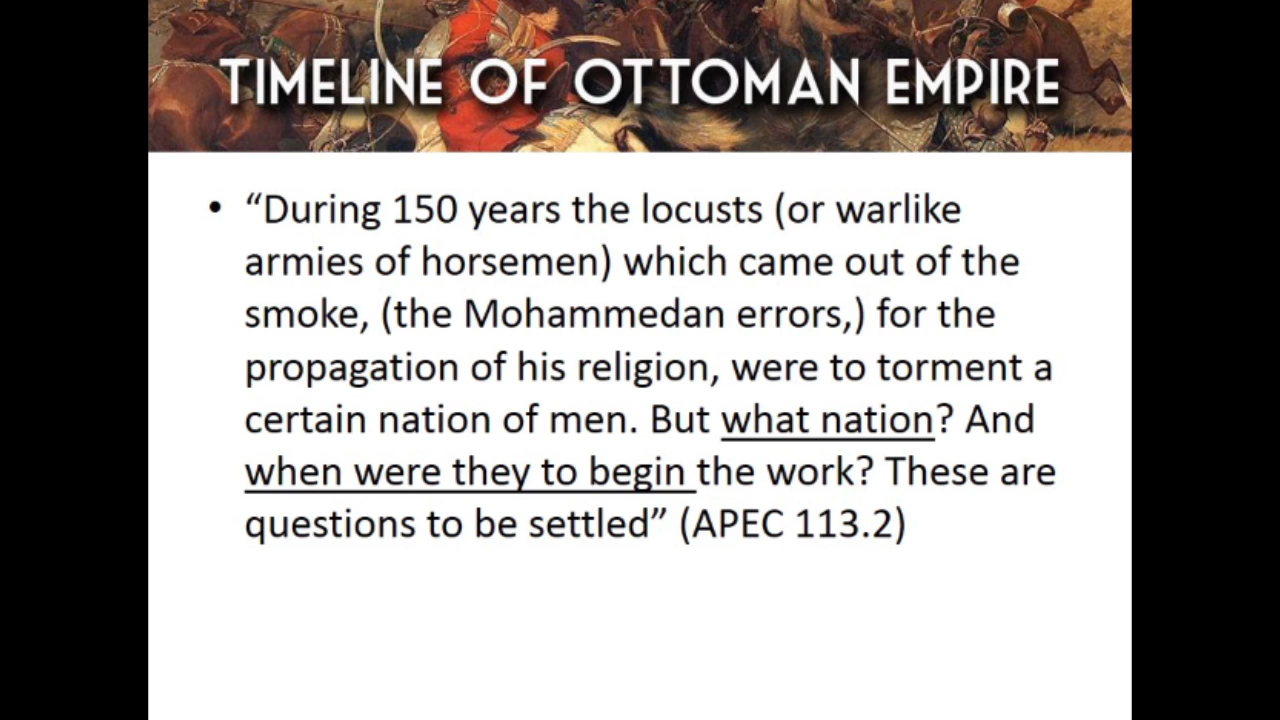 TIMELINE OF OTTOMAN EMPIRE
• “During 150 years the locusts (or warlike
armies of horsemen) which came out of the
smoke, (the Mohammedan errors,) for the
propagation of his religion, were to torment a
certain nation of men. But what nation? And
when were they to begin the work? These are
questions to be settled” (APEC 113.2)